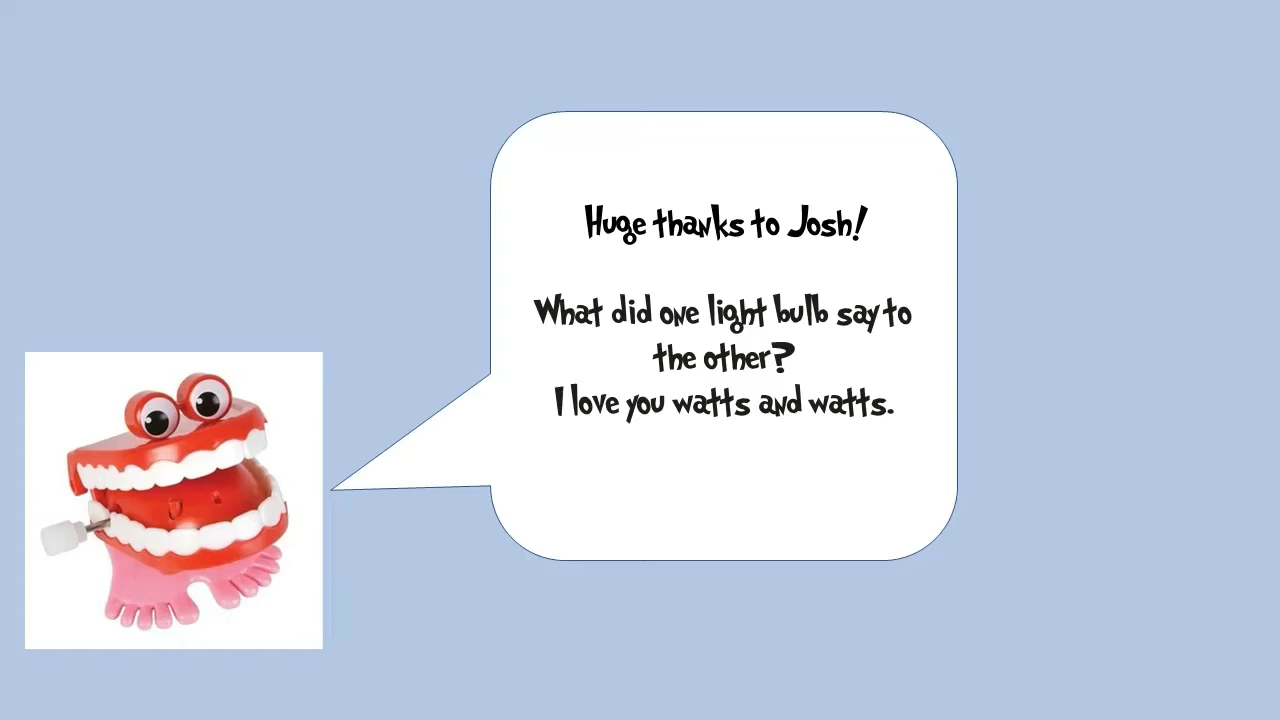 Huge thanks to Josh!
What did one light bulb say to
the other?
I love you watts and watts.